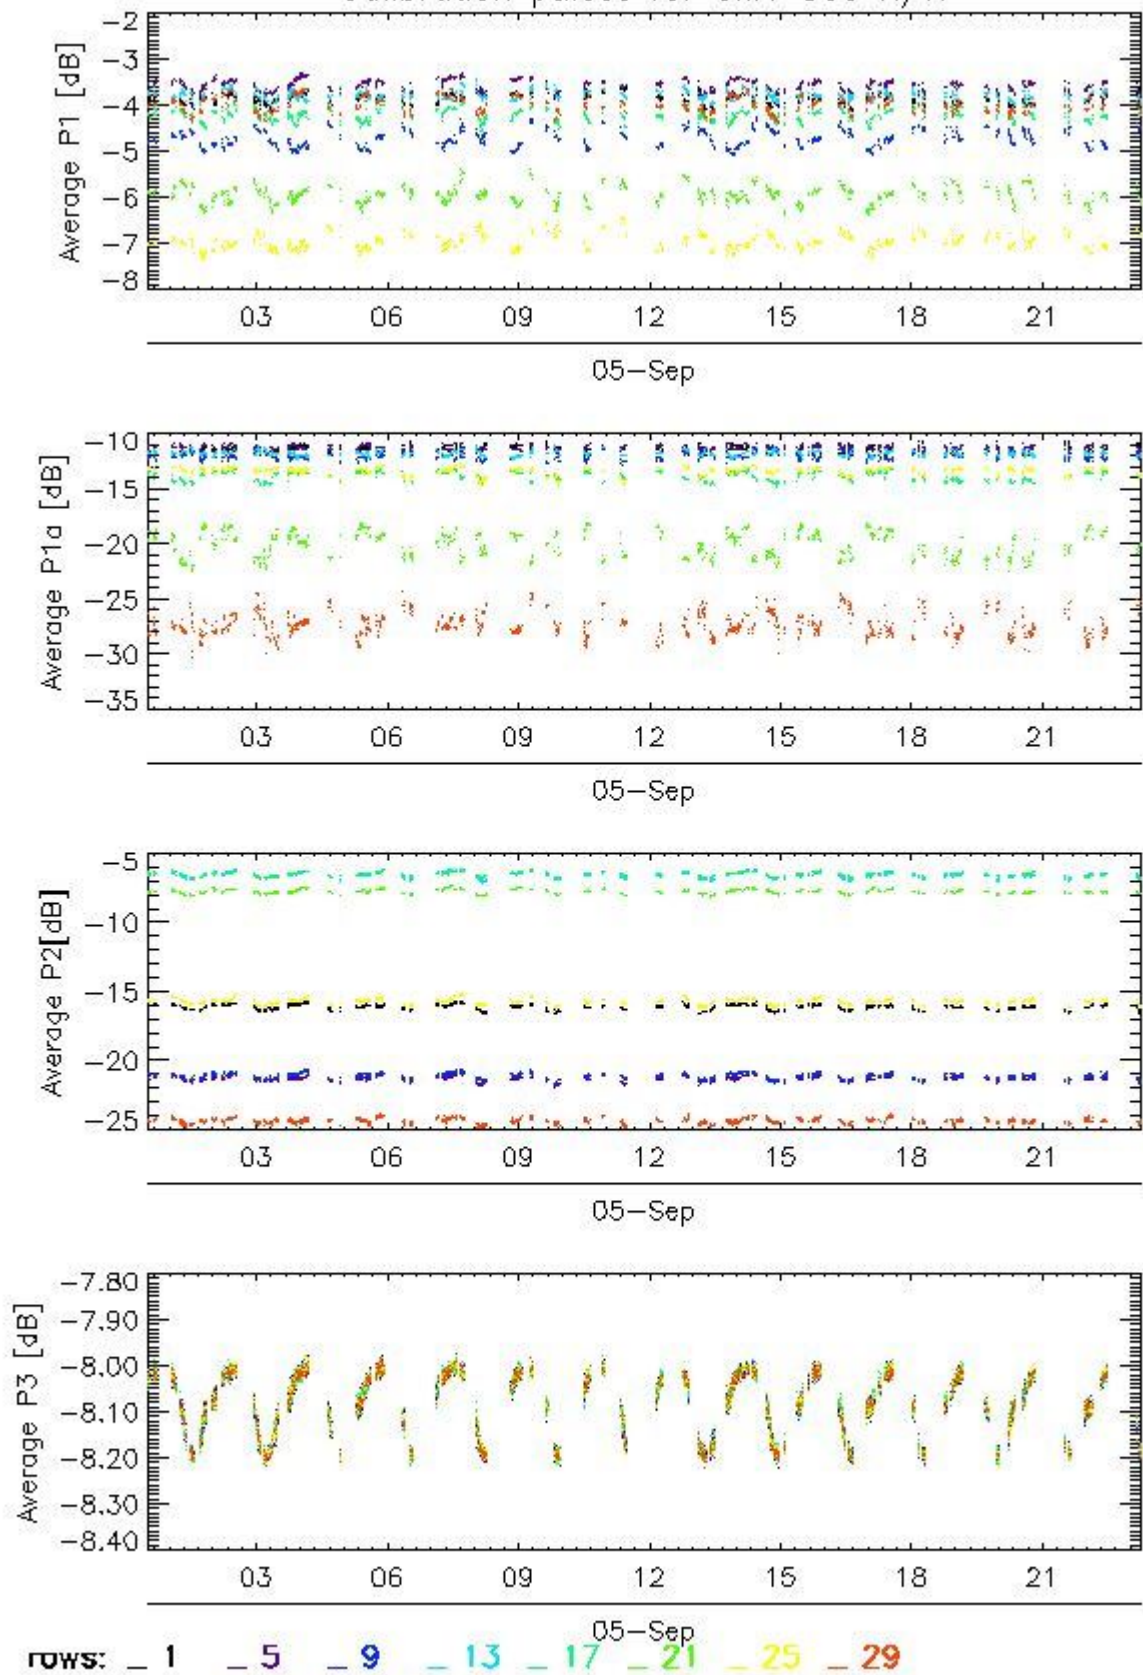 -2
-3
-4
-5
-6
-7
-8
Average P1 [dB]
03 06 09 12 15 18 21
05-Sep
-10
-15
-20
-25
-30
-35
Average P1a [dB]
03 06 09 12 15 18 21
05-Sep
-5
-10
-15
-20
-25
Average P2[dB]
03 06 09 12 15 18 21
05-Sep
-7.80
-7.90
-8.00
-8.10
-8.20
-8.30
-8.40
Average P3 [dB]
03 06 09 12 15 18 21
05-Sep
rows: _ 1 _ 5 _ 9 _ 13 _ 17 _ 21 _ 25 _ 29